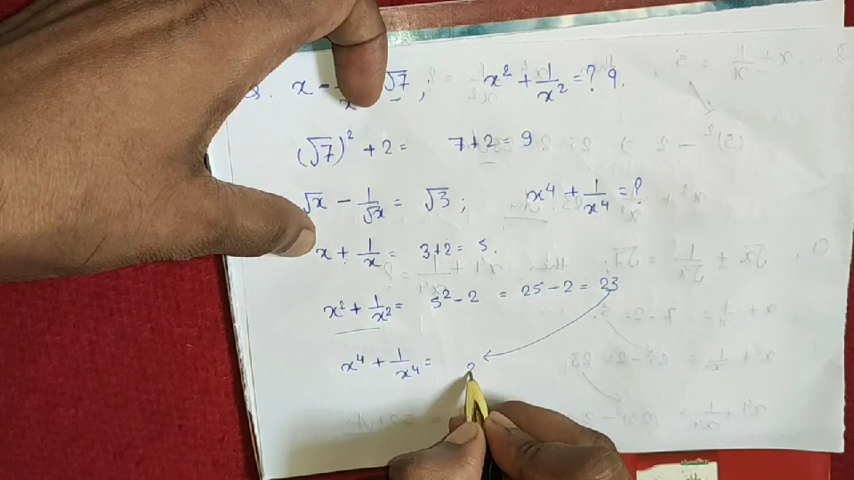 x - 1/x √7 ; x² + 1/x² = ? 9.
(√7)² + 2 = 7+2 = 9
√x - 1/√x = √3 ; x⁴ + 1/x⁴ = ?
x + 1/x = 3+2 = 5.
x² + 1/x² = 5² - 2 = 25 - 2 = 23
x⁴ + 1/x⁴ =